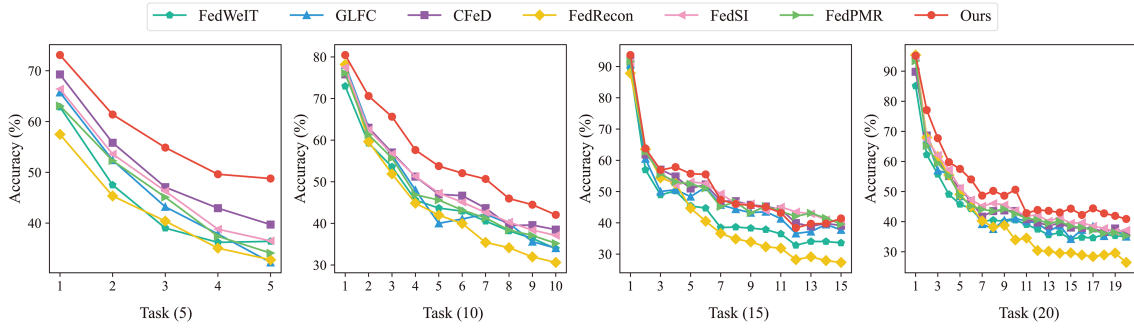 FedWeIT GLFC CFeD FedRecon FedSI FedPMR Ours
Accuracy (%)
70
60
50
40
1 2 3 4 5
Task (5)
Accuracy (%)
80
70
60
50
40
30
1 2 3 4 5 6 7 8 9 10
Task (10)
Accuracy (%)
90
80
70
60
50
40
30
1 3 5 7 9 11 13 15
Task (15)
Accuracy (%)
90
80
70
60
50
40
30
1 3 5 7 9 11 13 15 17 19
Task (20)